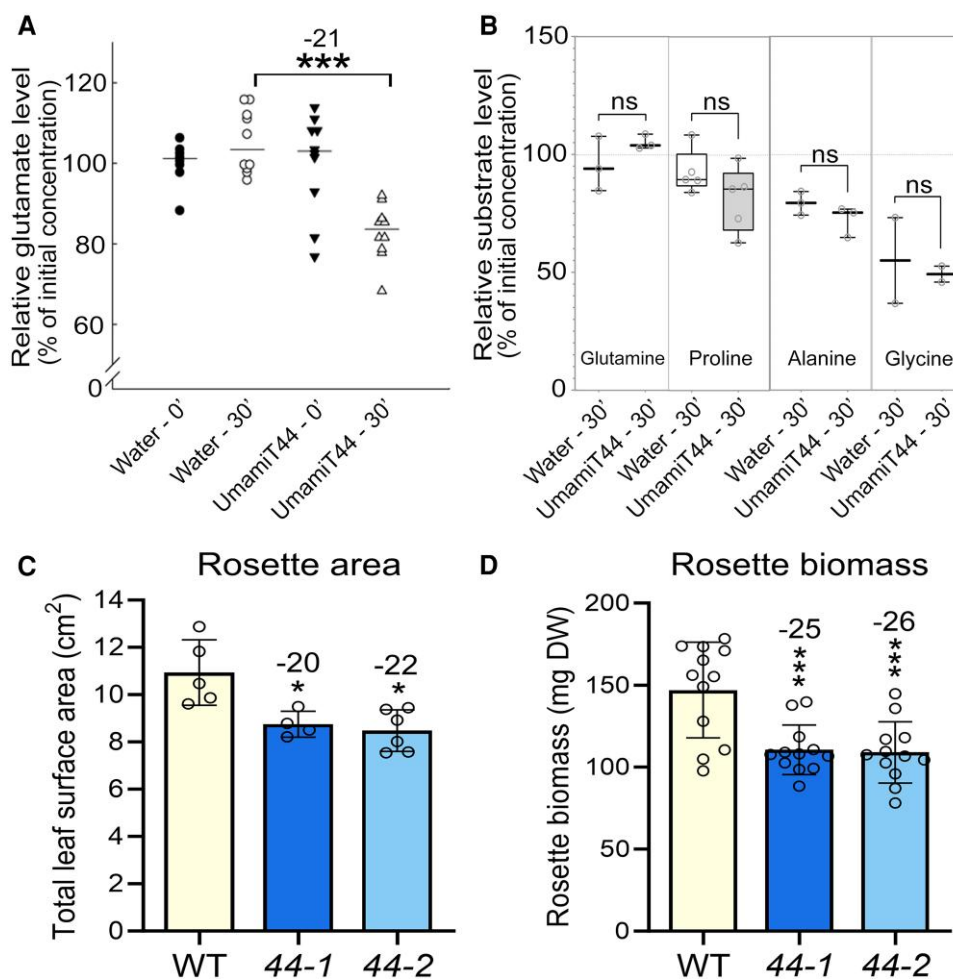 A
Relative glutamate level
(% of initial concentration)
120
100
80
60
0
-21
***
Water - 0’
Water - 30’
UmamiT44 - 0’
UmamiT44 - 30’
B
Relative substrate level
(% of initial concentration)
150
100
50
0
ns
ns
ns
ns
Glutamine
Proline
Alanine
Glycine
Water - 30’
UmamiT44 - 30’
Water - 30’
UmamiT44 - 30’
Water - 30’
UmamiT44 - 30’
Water - 30’
UmamiT44 - 30’
C
Rosette area
Total leaf surface area (cm²)
14
12
10
8
6
4
2
0
-20
*
-22
*
WT
44-1
44-2
D
Rosette biomass
Rosette biomass (mg DW)
200
150
100
50
0
-25
***
-26
***
WT
44-1
44-2